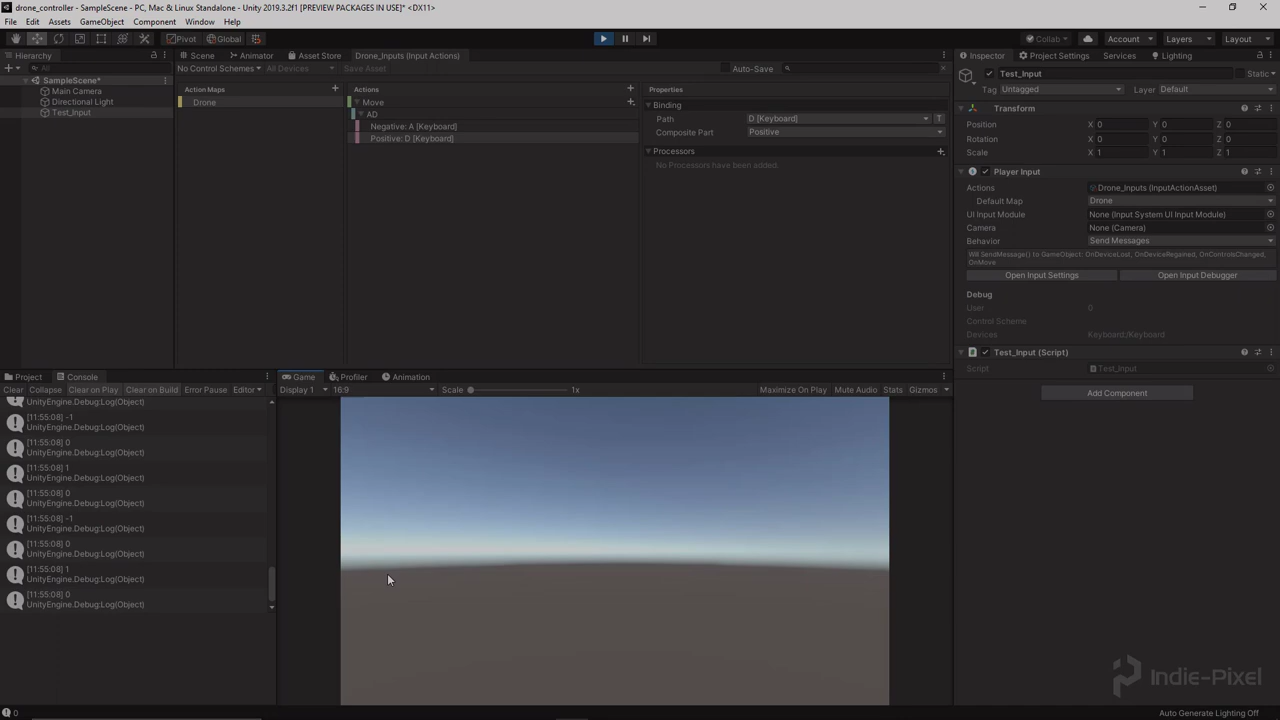 drone_controller - SampleScene - PC, Mac & Linux Standalone - Unity 2019.3.2f1 [PREVIEW PACKAGES IN USE]* <DX11>
File Edit Assets GameObject Component Window Help
Pivot Global Collab Account Layers Layout
Hierarchy
All
SampleScene*
Main Camera
Directional Light
Test_Input
Scene Animator Asset Store Drone_Inputs (Input Actions)
No Control Schemes All Devices Save Asset Auto-Save
Action Maps
Drone
Actions
Move
AD
Negative: A [Keyboard]
Positive: D [Keyboard]
Properties
Binding
Path D [Keyboard] T
Composite Part Positive
Processors
No Processors have been added.
Inspector Project Settings Services Lighting
Test_Input Static
Tag Untagged Layer Default
Transform
Position X 0 Y 0 Z 0
Rotation X 0 Y 0 Z 0
Scale X 1 Y 1 Z 1
Player Input
Actions Drone_Inputs (InputActionAsset)
Default Map Drone
UI Input Module None (Input System UI Input Module)
Camera None (Camera)
Behavior Send Messages
Will SendMessage() to GameObject: OnDeviceLost, OnDeviceRegained, OnControlsChanged,
OnMove
Open Input Settings Open Input Debugger
Debug
User 0
Control Scheme
Devices Keyboard:/Keyboard
Test_Input (Script)
Script Test_Input
Add Component
Project Console
Clear Collapse Clear on Play Clear on Build Error Pause Editor
UnityEngine.Debug:Log(Object)
[11:55:08] -1
UnityEngine.Debug:Log(Object)
[11:55:08] 0
UnityEngine.Debug:Log(Object)
[11:55:08] 1
UnityEngine.Debug:Log(Object)
[11:55:08] 0
UnityEngine.Debug:Log(Object)
[11:55:08] -1
UnityEngine.Debug:Log(Object)
[11:55:08] 0
UnityEngine.Debug:Log(Object)
[11:55:08] 1
UnityEngine.Debug:Log(Object)
[11:55:08] 0
UnityEngine.Debug:Log(Object)
Game Profiler Animation
Display 1 16:9 Scale 1x Maximize On Play Mute Audio Stats Gizmos
Indie-Pixel
0
Auto Generate Lighting Off